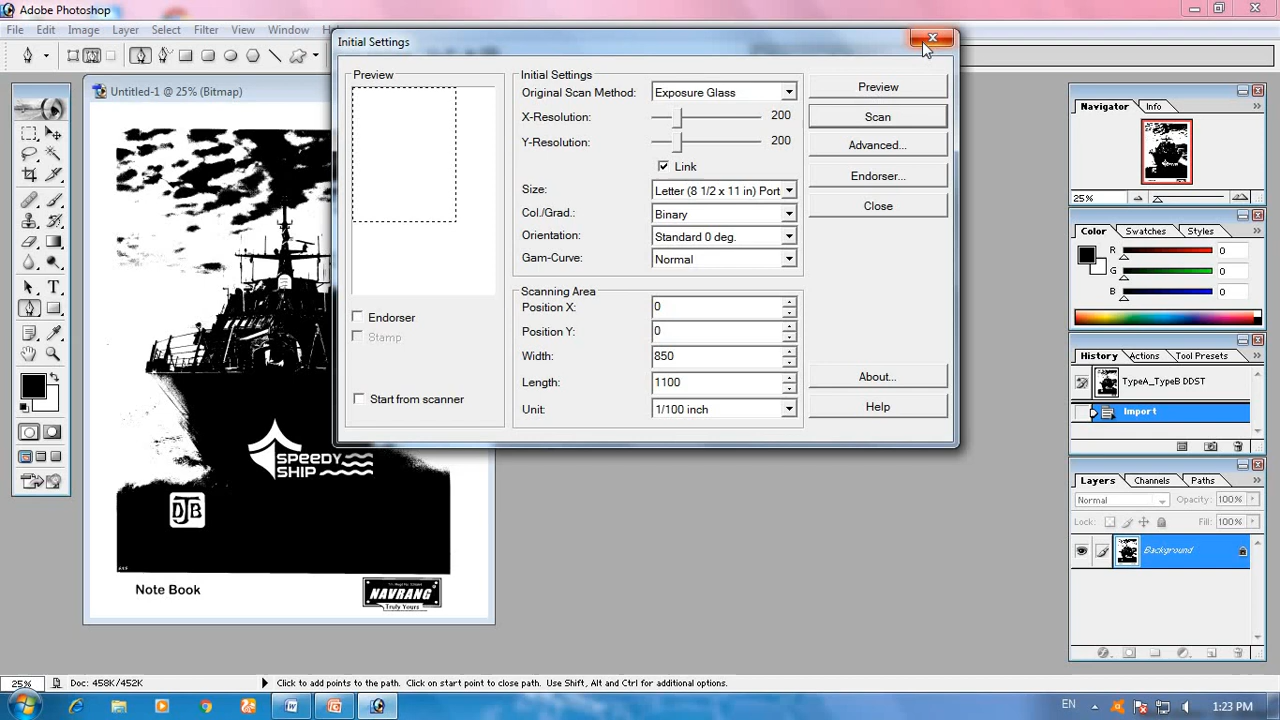 Adobe Photoshop
File Edit Image Layer Select Filter View Window
Untitled-1 @ 25% (Bitmap)
SPEEDY
SHIP
DJB
Note Book
NAVRANG
Truly Yours
Initial Settings
Preview
Endorser
Stamp
Start from scanner
Initial Settings
Original Scan Method: Exposure Glass
X-Resolution: 200
Y-Resolution: 200
Link
Size: Letter (8 1/2 x 11 in) Port
Col./Grad.: Binary
Orientation: Standard 0 deg.
Gam-Curve: Normal
Scanning Area
Position X: 0
Position Y: 0
Width: 850
Length: 1100
Unit: 1/100 inch
Preview
Scan
Advanced...
Endorser...
Close
About...
Help
Navigator Info
25%
Color Swatches Styles
R 0
G 0
B 0
History Actions Tool Presets
TypeA_TypeB DDST
Import
Layers Channels Paths
Normal Opacity: 100%
Lock: Fill: 100%
Background
25% Doc: 458K/452K Click to add points to the path. Click on start point to close path. Use Shift, Alt and Ctrl for additional options.
EN 1:23 PM